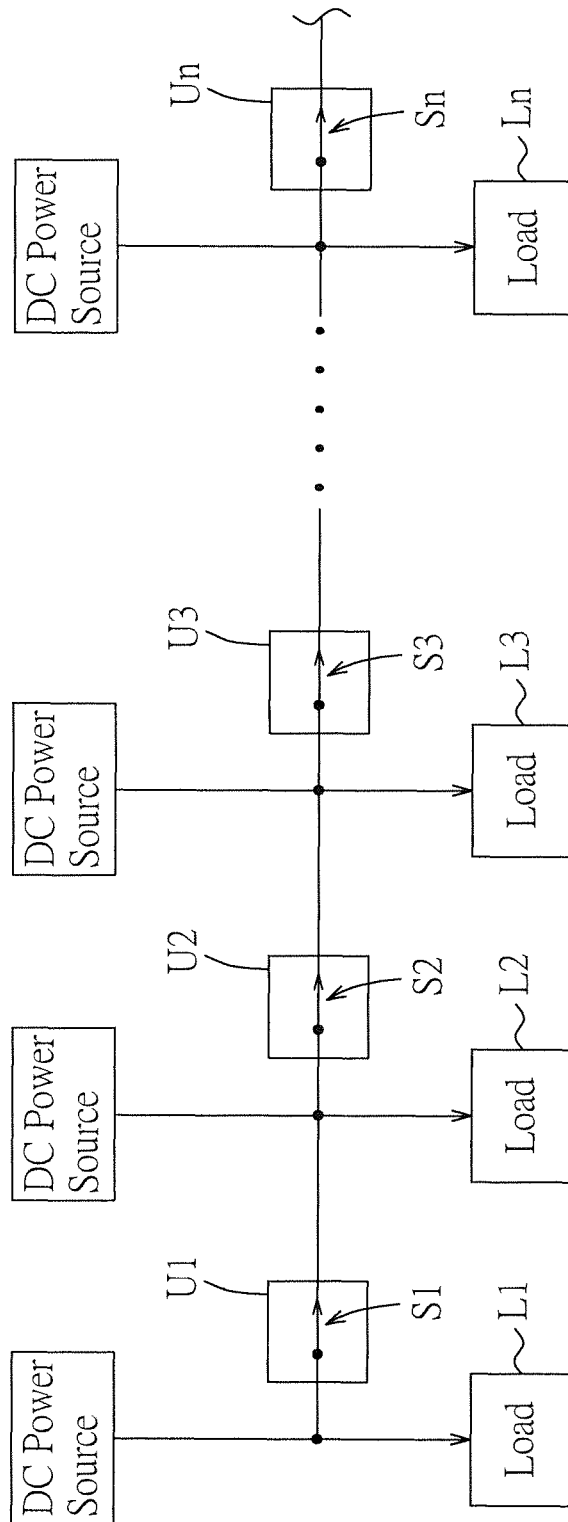 DC Power
Source
DC Power
Source
DC Power
Source
DC Power
Source
U1
U2
U3
Un
S1
S2
S3
Sn
L1
L2
L3
Ln
Load
Load
Load
Load